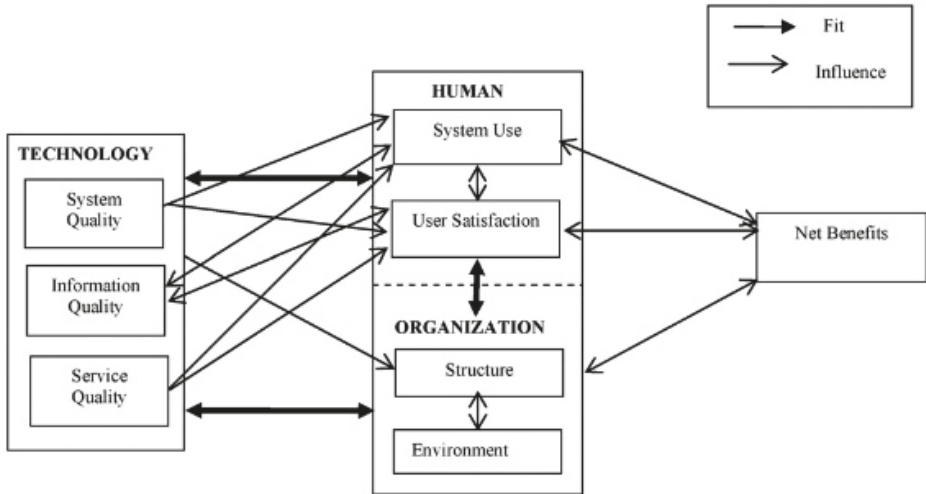 Fit
Influence
HUMAN
System Use
TECHNOLOGY
System
Quality
User Satisfaction
Net Benefits
Information
Quality
ORGANIZATION
Structure
Service
Quality
Environment